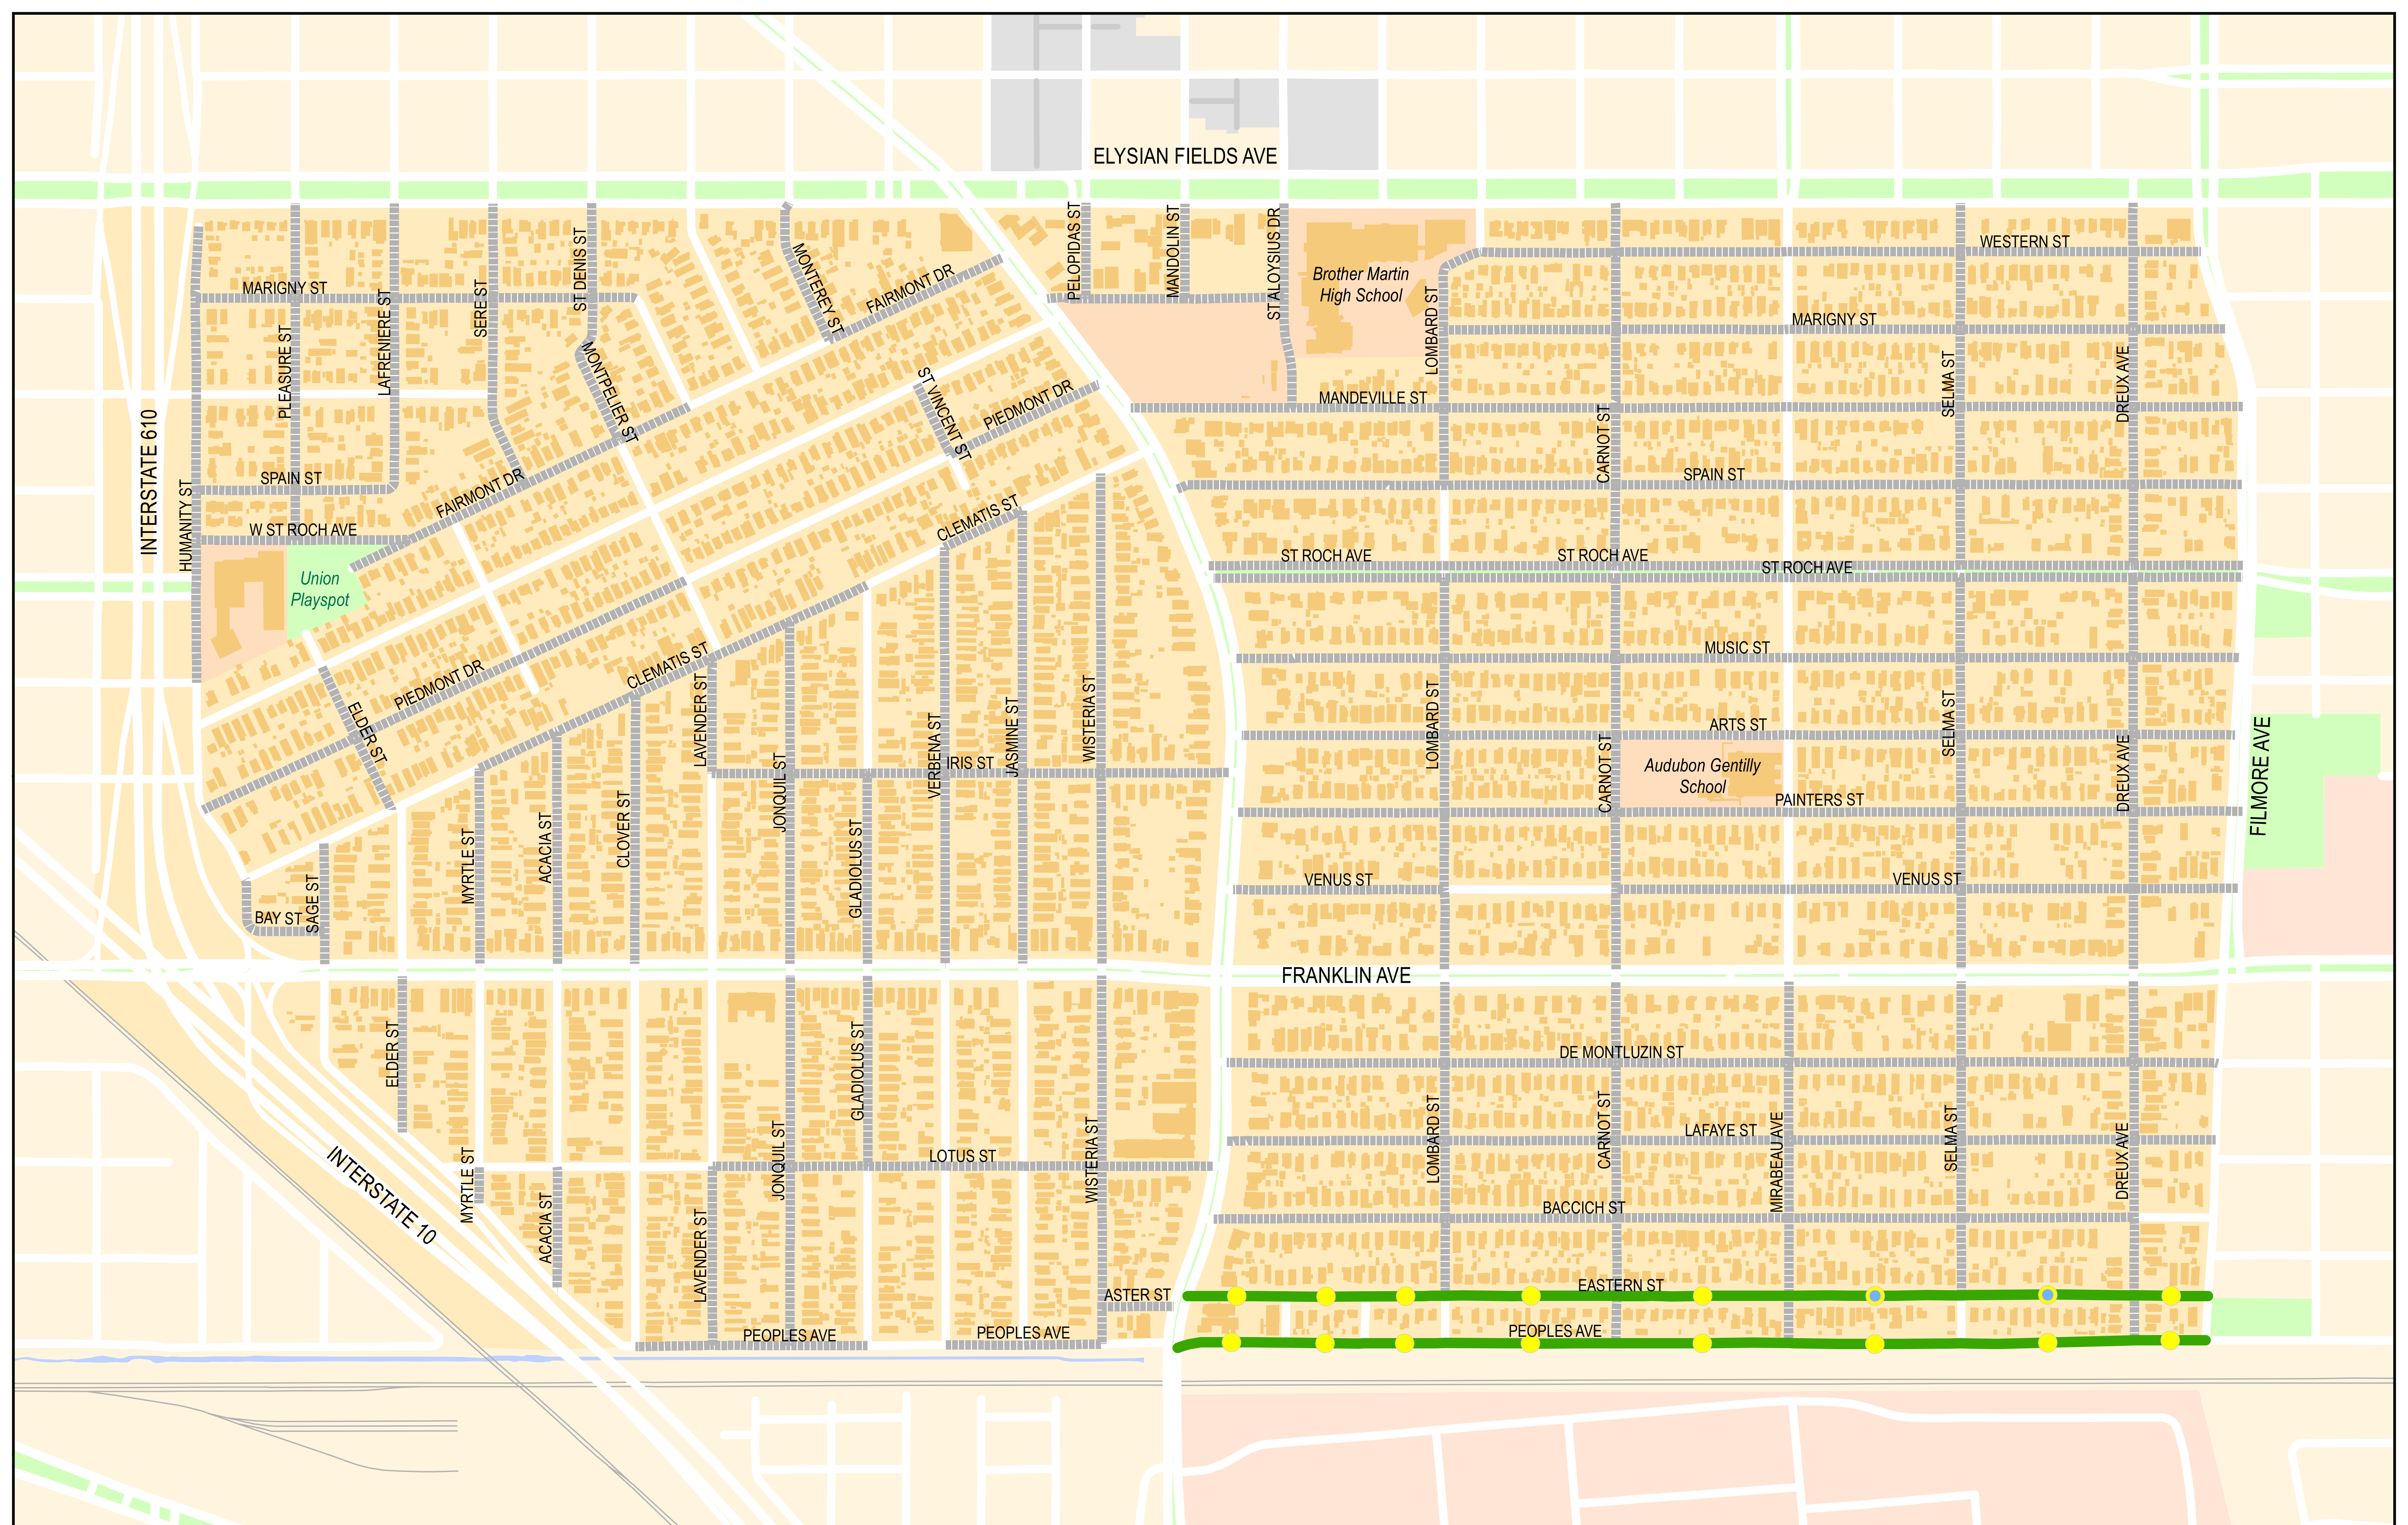 ELYSIAN FIELDS AVE
PELOPIDAS ST
MANDOLIN ST
ST ALOYSIUS DR
WESTERN ST
ST DENIS ST
MONTEREY ST
FAIRMONT DR
Brother Martin
High School
MARIGNY ST
LAFRENIERE ST
SERE ST
PLEASURE ST
LOMBARD ST
MARIGNY ST
MONTPELIER ST
ST VINCENT ST
PIEDMONT DR
MANDEVILLE ST
SELMA ST
DREUX AVE
CARNOT ST
INTERSTATE 610
HUMANITY ST
SPAIN ST
FAIRMONT DR
SPAIN ST
W ST ROCH AVE
CLEMATIS ST
ST ROCH AVE
ST ROCH AVE
ST ROCH AVE
Union
Playspot
MUSIC ST
CLEMATIS ST
PIEDMONT DR
ELDER ST
LAVENDER ST
VERBENA ST
JASMINE ST
WISTERIA ST
LOMBARD ST
ARTS ST
SELMA ST
CARNOT ST
DREUX AVE
FILMORE AVE
IRIS ST
JONQUIL ST
Audubon Gentilly
School
PAINTERS ST
MYRTLE ST
ACACIA ST
CLOVER ST
GLADIOLUS ST
VENUS ST
VENUS ST
SAGE ST
BAY ST
FRANKLIN AVE
ELDER ST
GLADIOLUS ST
DE MONTLUZIN ST
JONQUIL ST
WISTERIA ST
LOMBARD ST
CARNOT ST
MIRABEAU AVE
SELMA ST
DREUX AVE
LAFAYE ST
INTERSTATE 10
MYRTLE ST
LOTUS ST
ACACIA ST
LAVENDER ST
BACCICH ST
ASTER ST
EASTERN ST
PEOPLES AVE
PEOPLES AVE
PEOPLES AVE